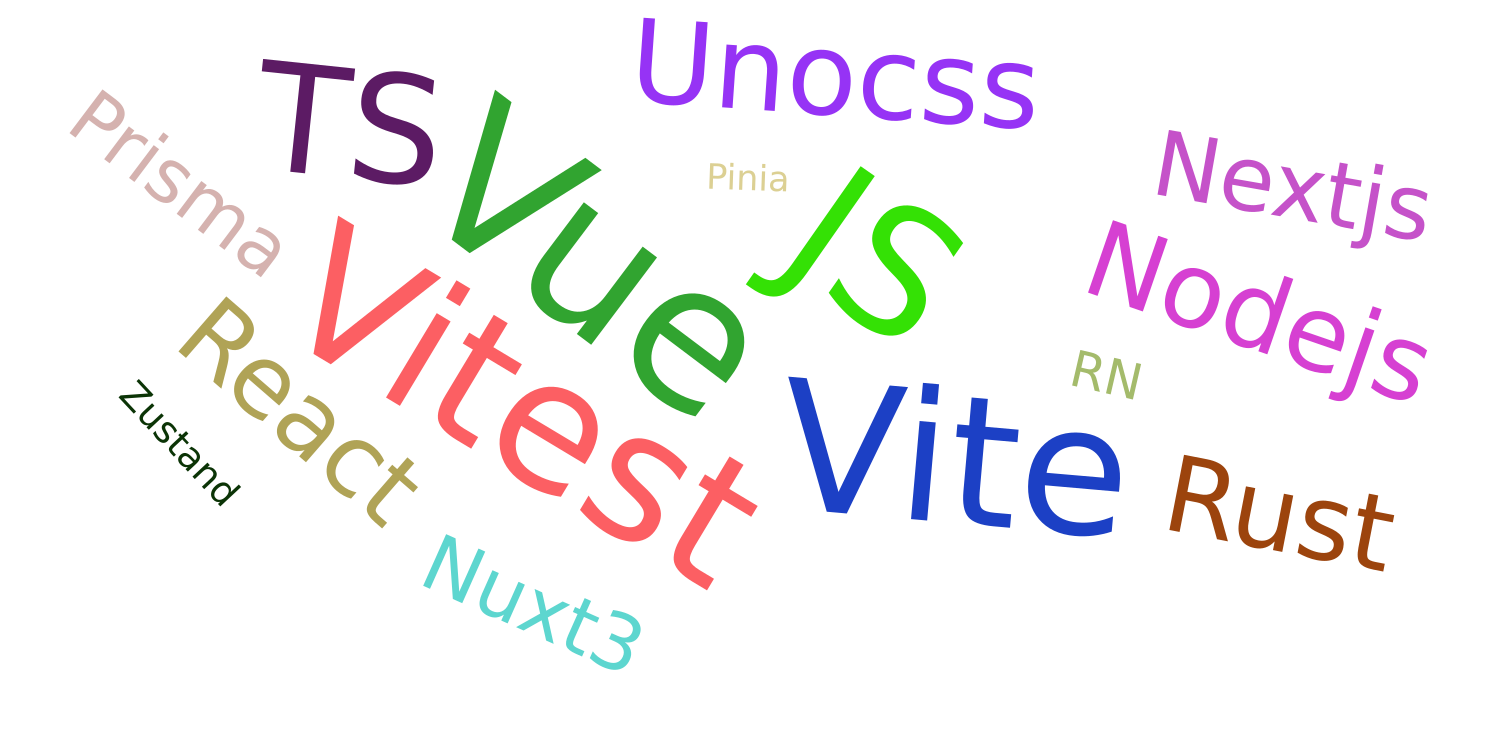 Unocss
TS
Prisma
Vue
Pinia
JS
Nextjs
Nodejs
Vitest
React
RN
Zustand
Vite
Rust
Nuxt3